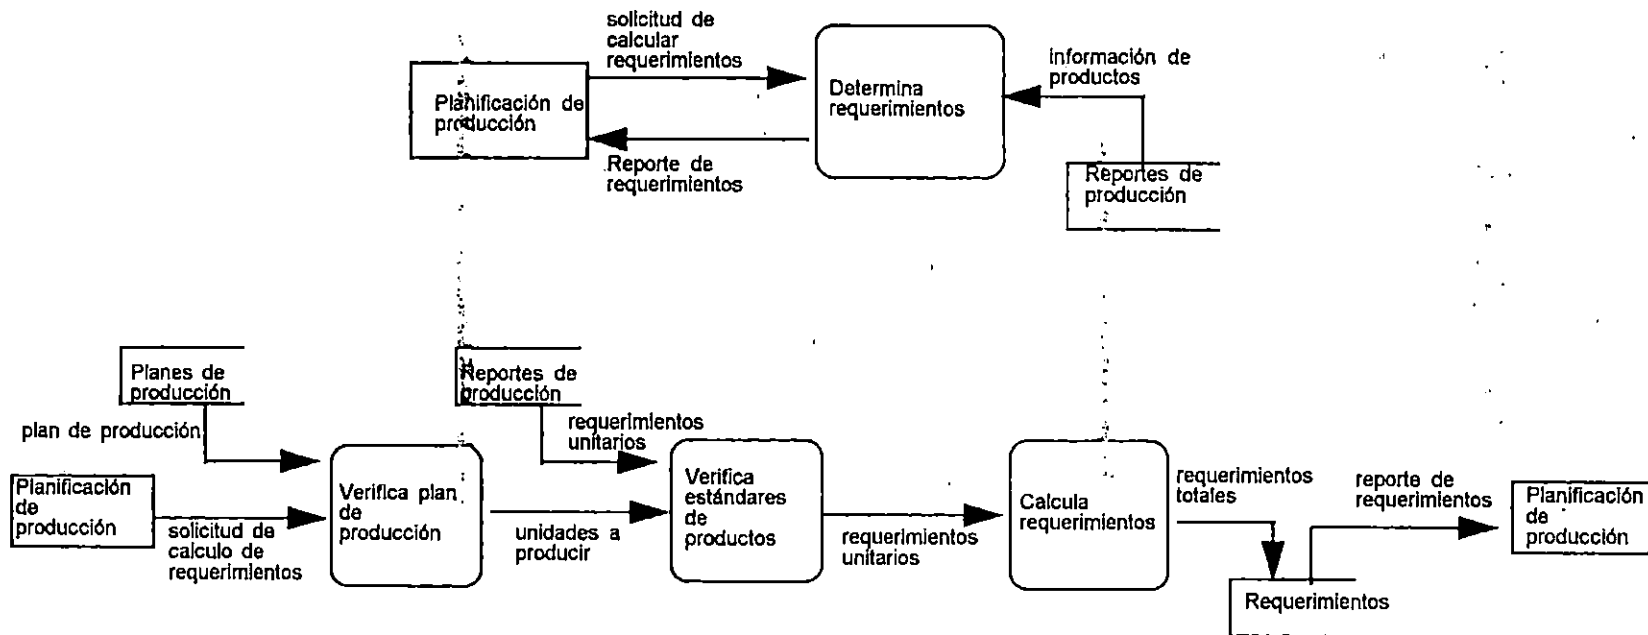 solicitud de
calcular
requerimientos
Planificación de
producción
Determina
requerimientos
Información de
productos
Reporte de
requerimientos
Reportes de
producción
Planes de
producción
Reportes de
producción
plan de producción
requerimientos
unitarios
Planificación
de
producción
solicitud de
calculo de
requerimientos
Verifica plan
de
producción
unidades a
producir
Verifica
estándares
de
productos
requerimientos
unitarios
Calcula
requerimientos
requerimientos
totales
reporte de
requerimientos
Planificación
de
producción
Requerimientos